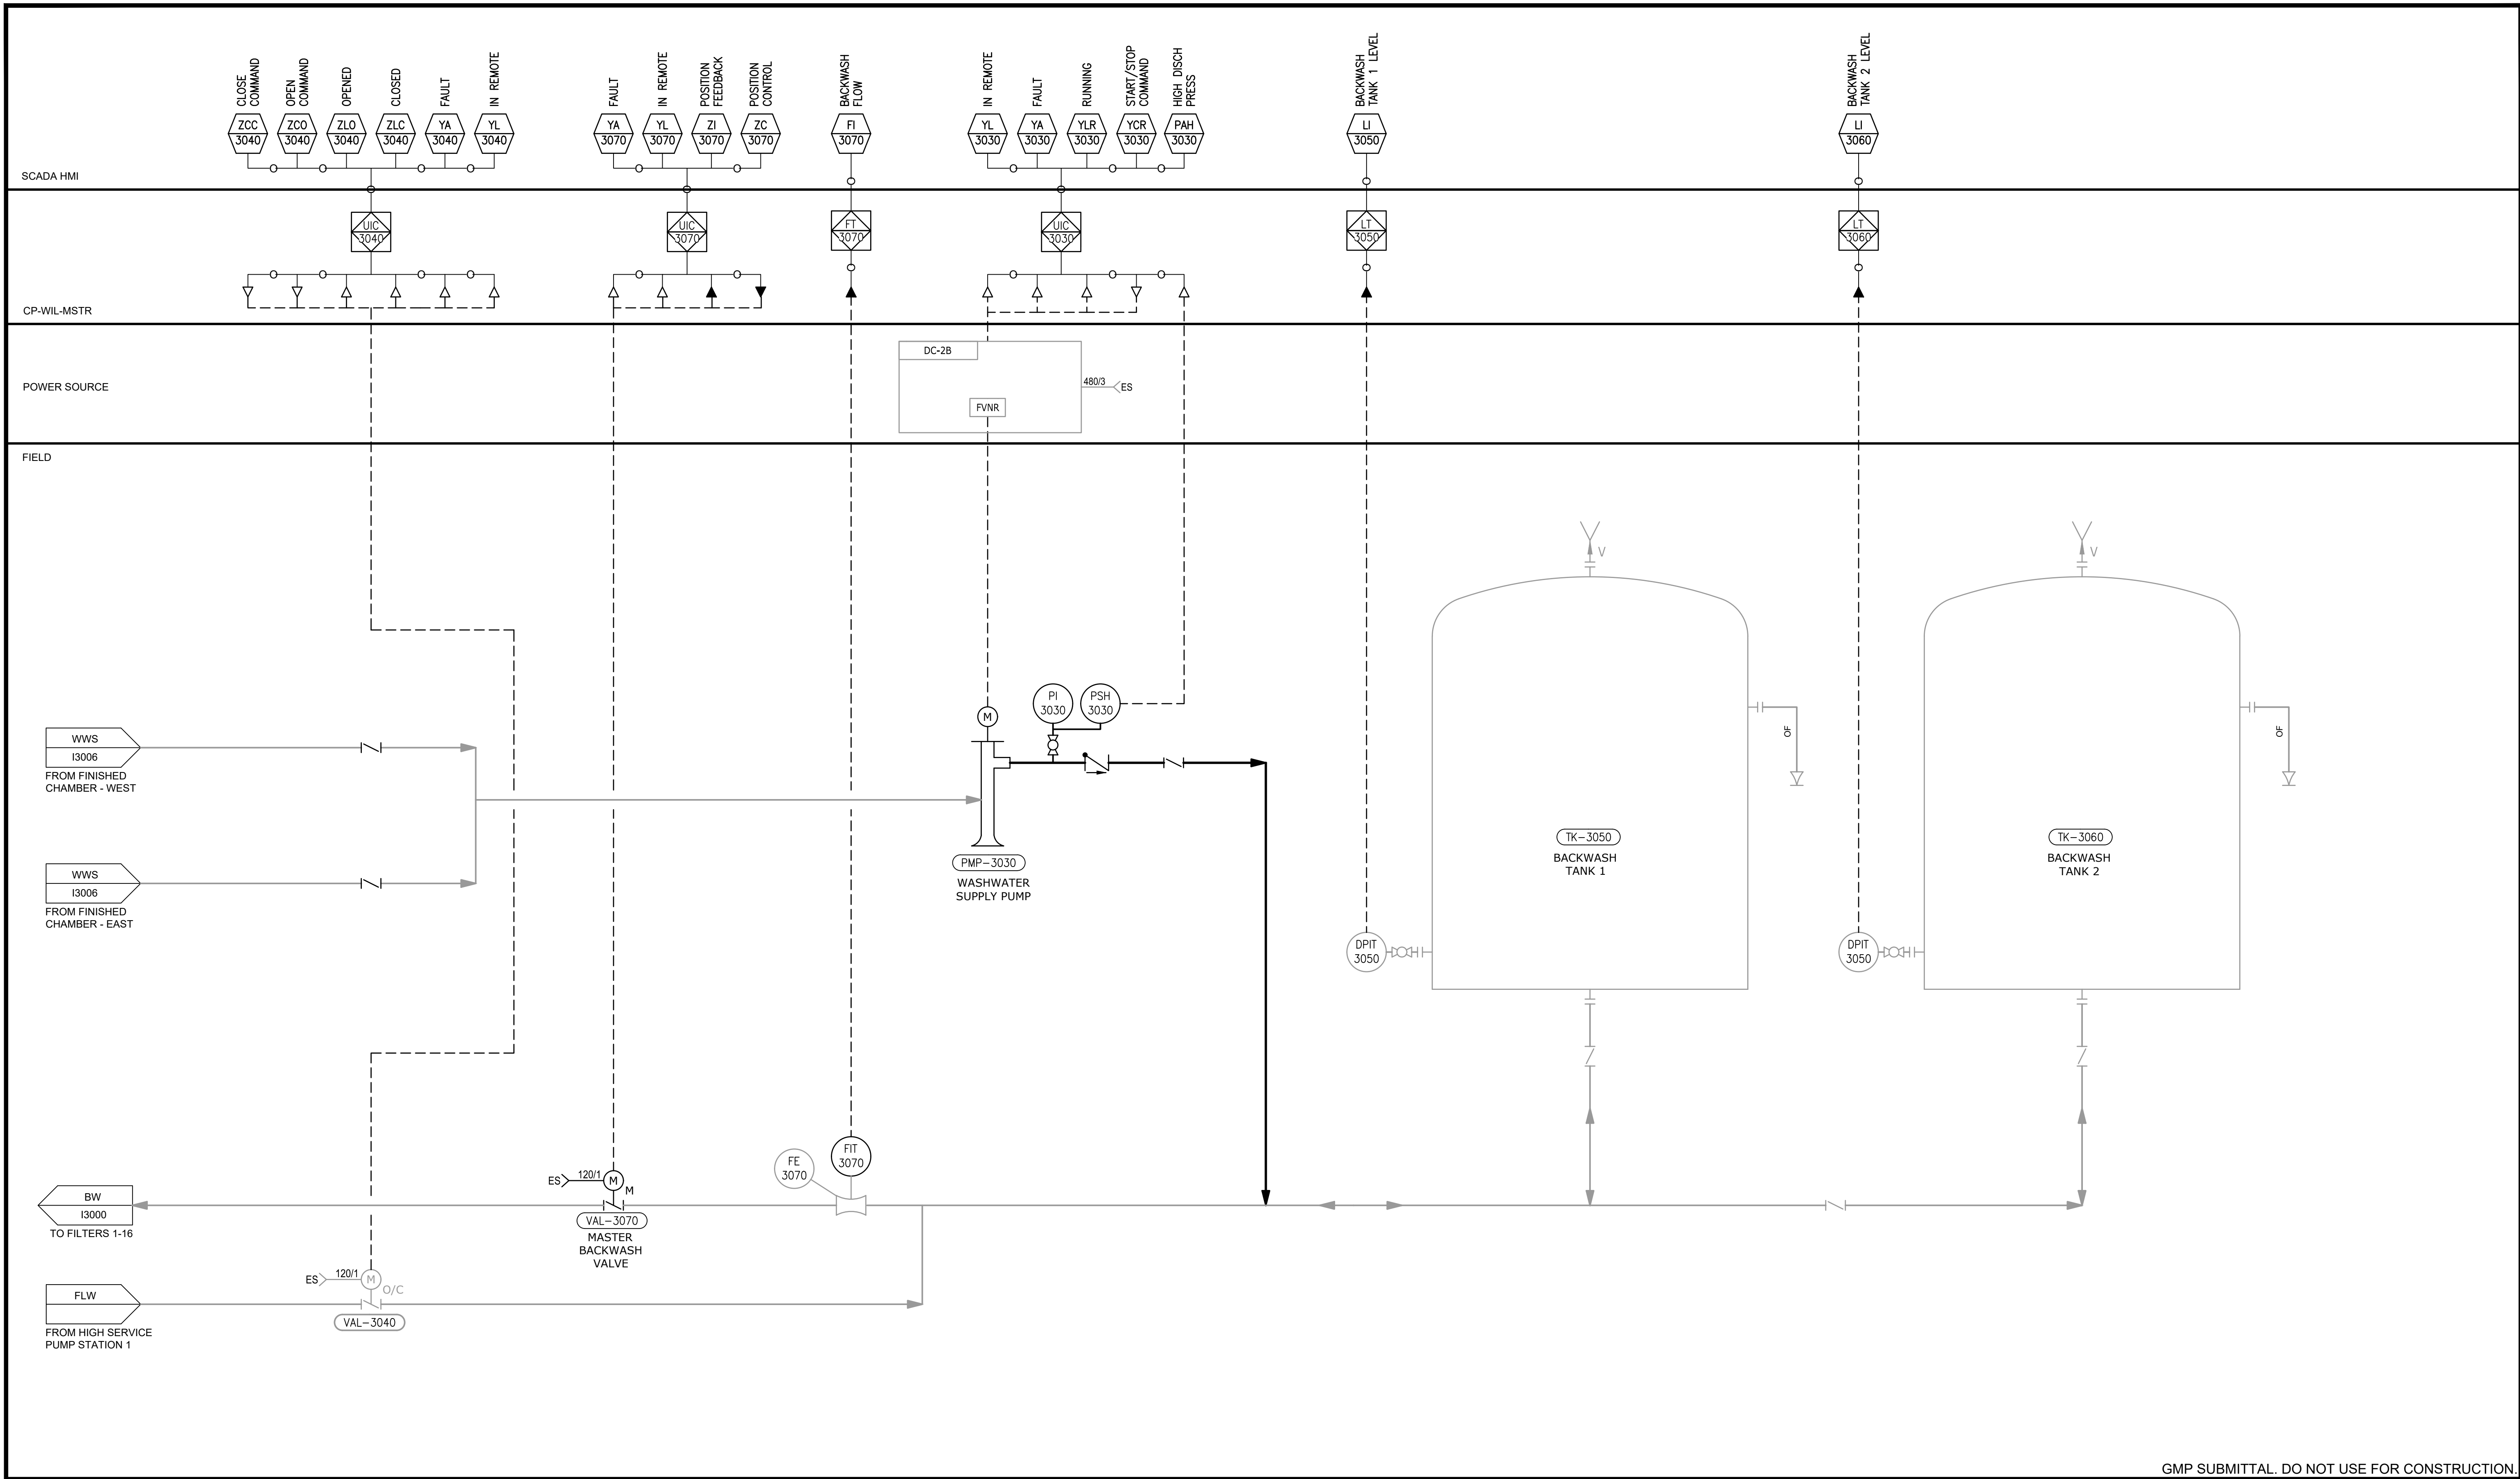 CLOSE
COMMAND
OPEN
COMMAND
OPENED
CLOSED
FAULT
IN REMOTE
FAULT
IN REMOTE
POSITION
FEEDBACK
POSITION
CONTROL
BACKWASH
FLOW
IN REMOTE
FAULT
RUNNING
START/STOP
COMMAND
HIGH DISCH
PRESS
BACKWASH
TANK 1 LEVEL
BACKWASH
TANK 2 LEVEL
ZCC
3040
ZCO
3040
ZLO
3040
ZLC
3040
YA
3040
YL
3040
YA
3070
YL
3070
ZI
3070
ZC
3070
FI
3070
YL
3030
YA
3030
YLR
3030
YCR
3030
PAH
3030
LI
3050
LI
3060
SCADA HMI
UIC
3040
UIC
3070
FT
3070
UIC
3030
LT
3050
LT
3060
CP-WIL-MSTR
DC-2B
480/3
ES
FVNR
POWER SOURCE
FIELD
V
V
OF
OF
M
PI
3030
PSH
3030
WWS
I3006
FROM FINISHED
CHAMBER - WEST
WWS
I3006
FROM FINISHED
CHAMBER - EAST
PMP-3030
WASHWATER
SUPPLY PUMP
TK-3050
BACKWASH
TANK 1
TK-3060
BACKWASH
TANK 2
DPIT
3050
DPIT
3050
FE
3070
FIT
3070
ES
120/1
M
M
VAL-3070
MASTER
BACKWASH
VALVE
BW
I3000
TO FILTERS 1-16
ES
120/1
M
O/C
VAL-3040
FLW
FROM HIGH SERVICE
PUMP STATION 1
GMP SUBMITTAL. DO NOT USE FOR CONSTRUCTION.